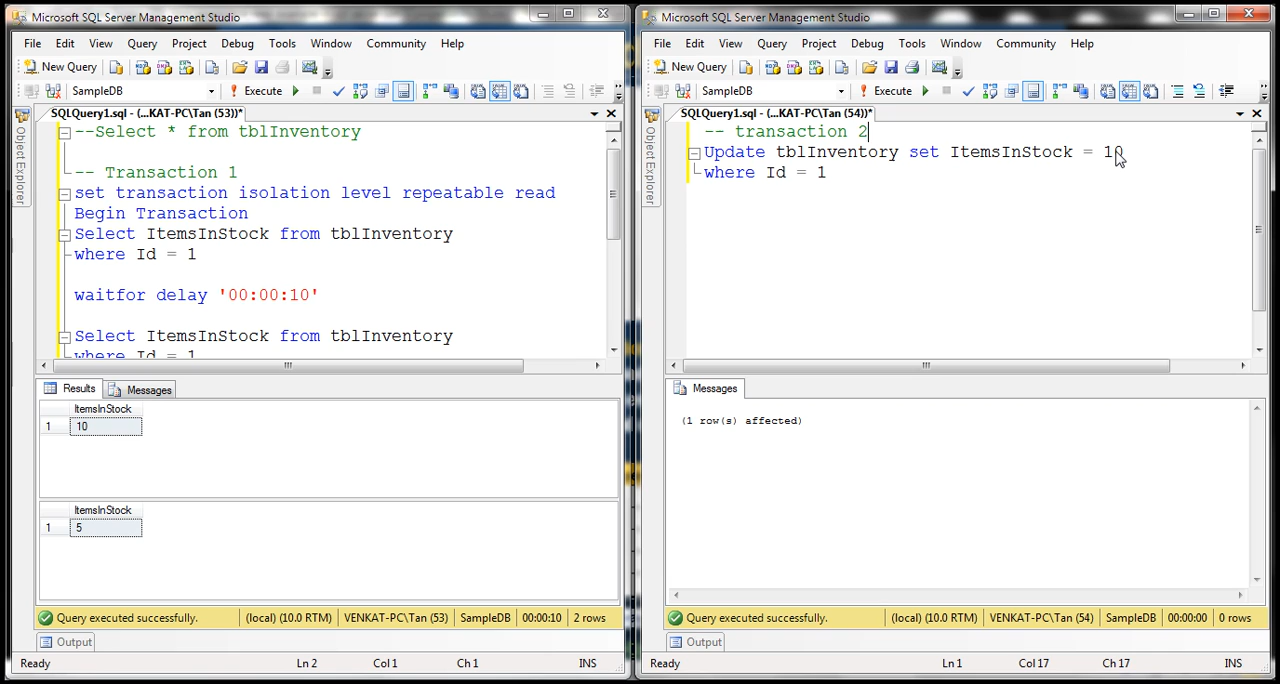 Microsoft SQL Server Management Studio
File Edit View Query Project Debug Tools Window Community Help
New Query
SampleDB Execute
SQLQuery1.sql - (...KAT-PC\Tan (53))*
Object Explorer
--Select * from tblInventory
-- Transaction 1
set transaction isolation level repeatable read
Begin Transaction
Select ItemsInStock from tblInventory
where Id = 1
waitfor delay '00:00:10'
Select ItemsInStock from tblInventory
where Id = 1
Results Messages
ItemsInStock
1 10
ItemsInStock
1 5
Query executed successfully. (local) (10.0 RTM) VENKAT-PC\Tan (53) SampleDB 00:00:10 2 rows
Output
Ready Ln 2 Col 1 Ch 1 INS
Microsoft SQL Server Management Studio
File Edit View Query Project Debug Tools Window Community Help
New Query
SampleDB Execute
SQLQuery1.sql - (...KAT-PC\Tan (54))*
Object Explorer
-- transaction 2
Update tblInventory set ItemsInStock = 10
where Id = 1
Messages
(1 row(s) affected)
Query executed successfully. (local) (10.0 RTM) VENKAT-PC\Tan (54) SampleDB 00:00:00 0 rows
Output
Ready Ln 1 Col 17 Ch 17 INS